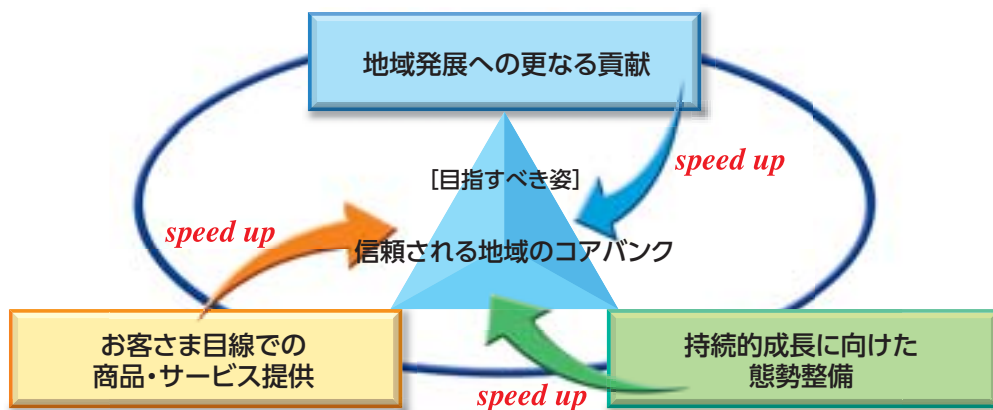 地域発展への更なる貢献
speed up
[目指すべき姿]
speed up
信頼される地域のコアバンク
お客さま目線での
商品・サービス提供
持続的成長に向けた
態勢整備
speed up